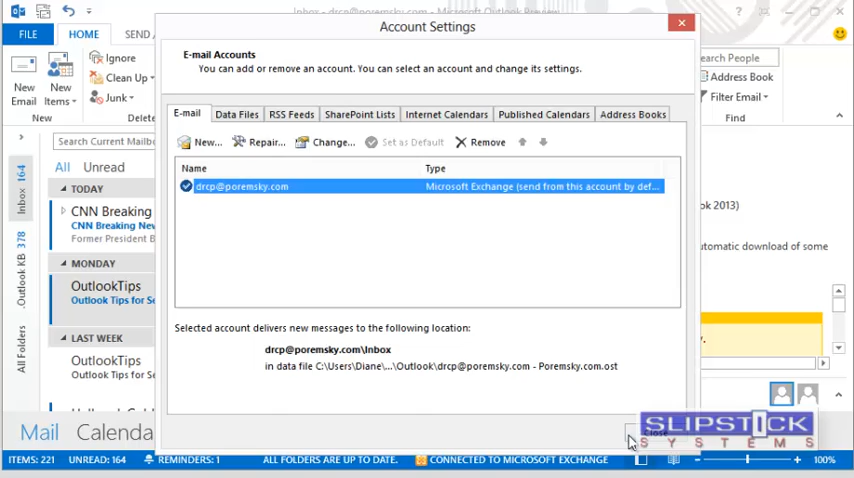 Inbox - drcp@poremsky.com - Microsoft Outlook Preview
Account Settings
FILE HOME SEND /
E-mail Accounts
You can add or remove an account. You can select an account and change its settings.
New Email
New Items
Ignore
Clean Up
Junk
New
Delete
earch People
Address Book
Filter Email
Find
E-mail Data Files RSS Feeds SharePoint Lists Internet Calendars Published Calendars Address Books
New... Repair... Change... Set as Default Remove
Name Type
drcp@poremsky.com Microsoft Exchange (send from this account by def...
Search Current Mailbo
All Unread
TODAY
CNN Breaking
CNN Breaking New
Former President B
MONDAY
OutlookTips
Outlook Tips for Se
LAST WEEK
OutlookTips
Outlook Tips for Se
Inbox 164
.Outlook KB 378
All Folders
ok 2013)
utomatic download of some
y.
Selected account delivers new messages to the following location:
drcp@poremsky.com\Inbox
in data file C:\Users\Diane\...\Outlook\drcp@poremsky.com - Poremsky.com.ost
Close
SLIPSTICK
SYSTEMS
Mail Calenda
ITEMS: 221 UNREAD: 164 REMINDERS: 1 ALL FOLDERS ARE UP TO DATE. CONNECTED TO MICROSOFT EXCHANGE 100%